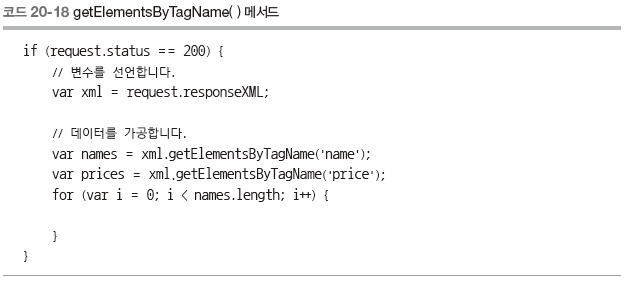 코드 20-18 getElementsByTagName( ) 메서드
if (request.status == 200) {
// 변수를 선언합니다.
var xml = request.responseXML;
// 데이터를 가공합니다.
var names = xml.getElementsByTagName('name');
var prices = xml.getElementsByTagName('price');
for (var i = 0; i < names.length; i++) {
}
}